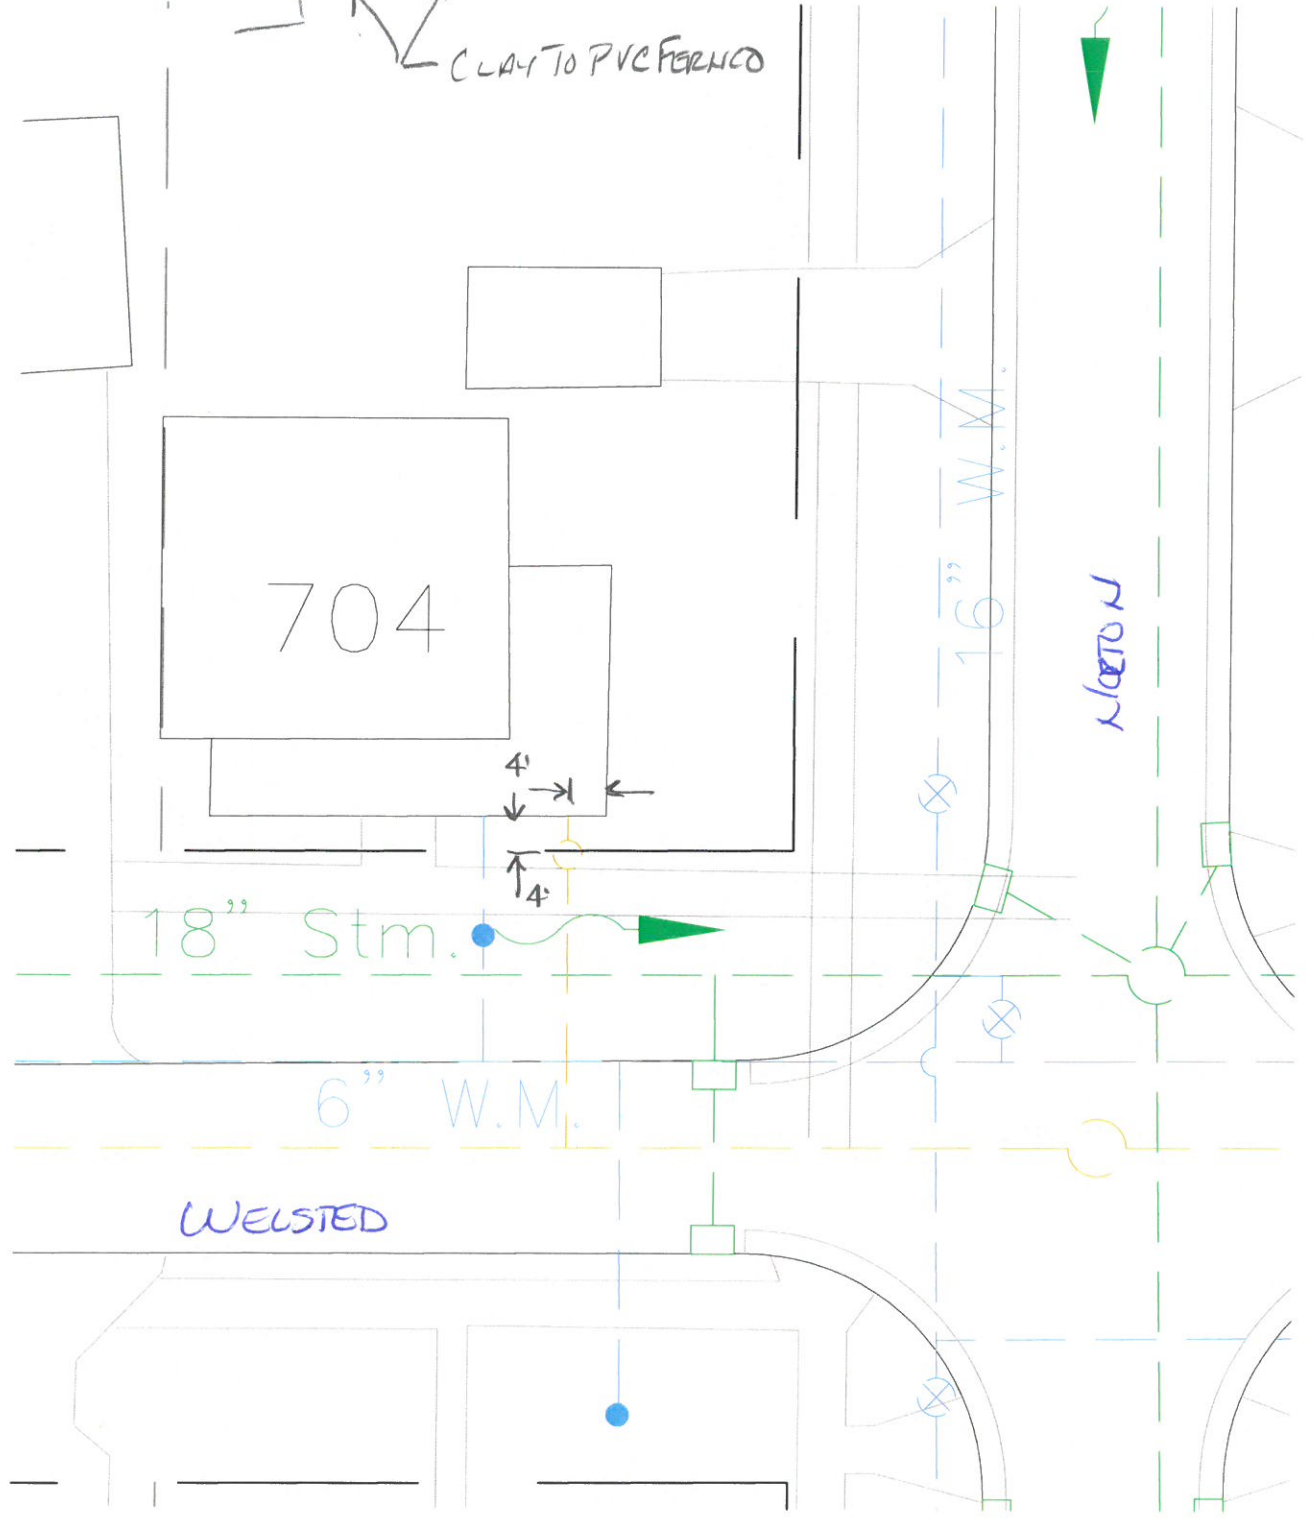 CLAY TO PVC FERNCO
16” W.M.
NORTON
704
4'
4'
18” Stm.
6” W.M.
WELSTED